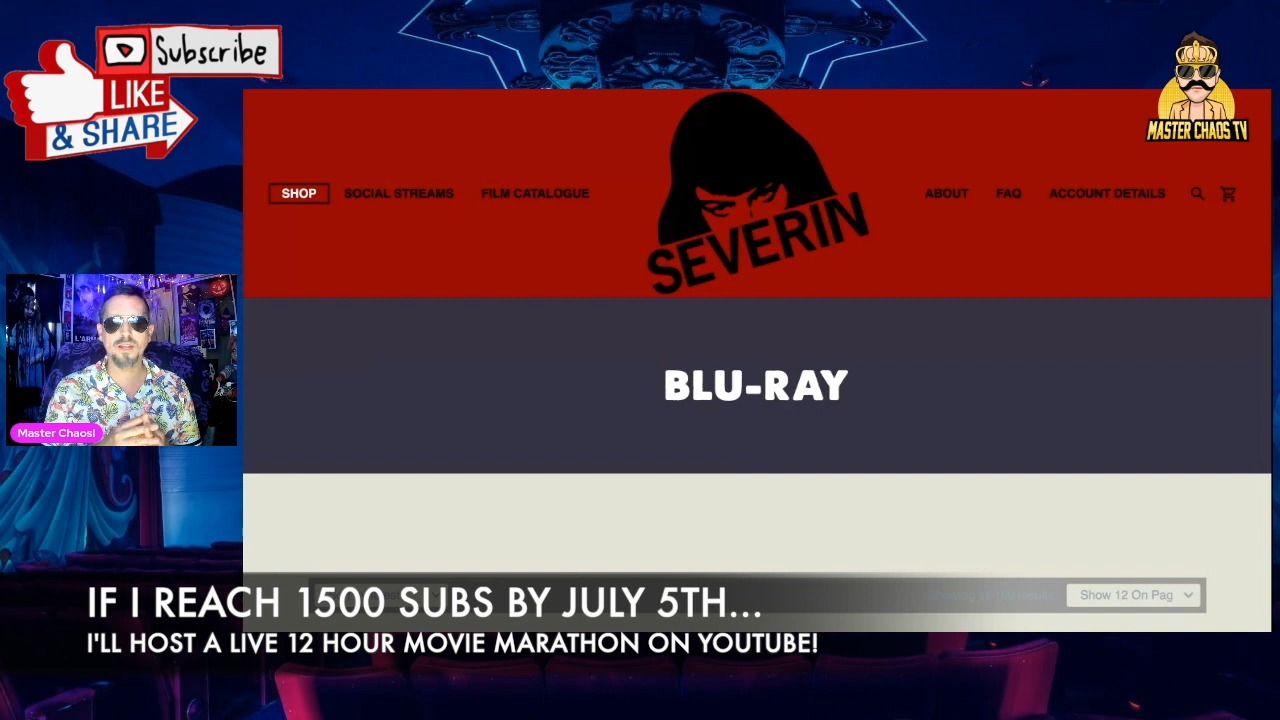 Subscribe
LIKE
& SHARE
MASTER CHAOS TV
SHOP SOCIAL STREAMS FILM CATALOGUE
SEVERIN
ABOUT FAQ ACCOUNT DETAILS
BLU-RAY
L'AR
Master Chaos!
Show 12 On Pag
IF I REACH 1500 SUBS BY JULY 5TH...
I'LL HOST A LIVE 12 HOUR MOVIE MARATHON ON YOUTUBE!